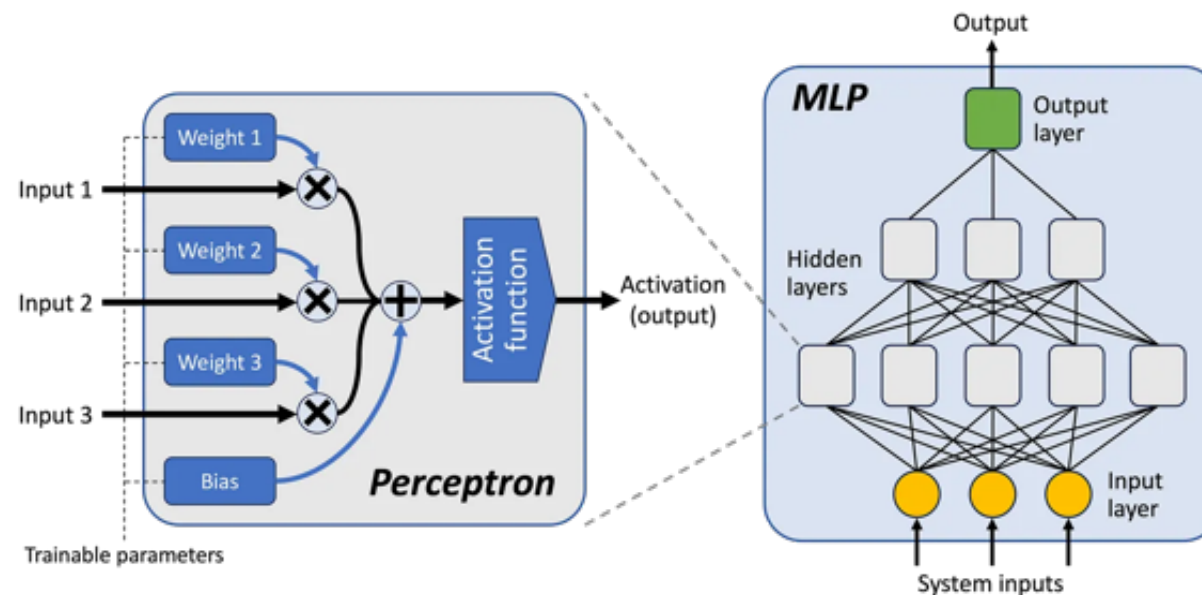 Weight 1
Input 1
Weight 2
Input 2
Weight 3
Input 3
Bias
Trainable parameters
Activation
function
Activation
(output)
Perceptron
Output
MLP
Output
layer
Hidden
layers
Input
layer
System inputs